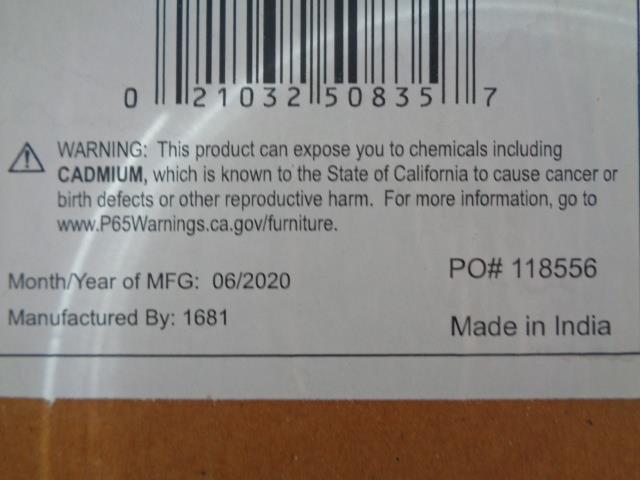 0 21032 50835 7
WARNING: This product can expose you to chemicals including
CADMIUM, which is known to the State of California to cause cancer or
birth defects or other reproductive harm. For more information, go to
www.P65Warnings.ca.gov/furniture.
Month/Year of MFG: 06/2020
PO# 118556
Manufactured By: 1681
Made in India